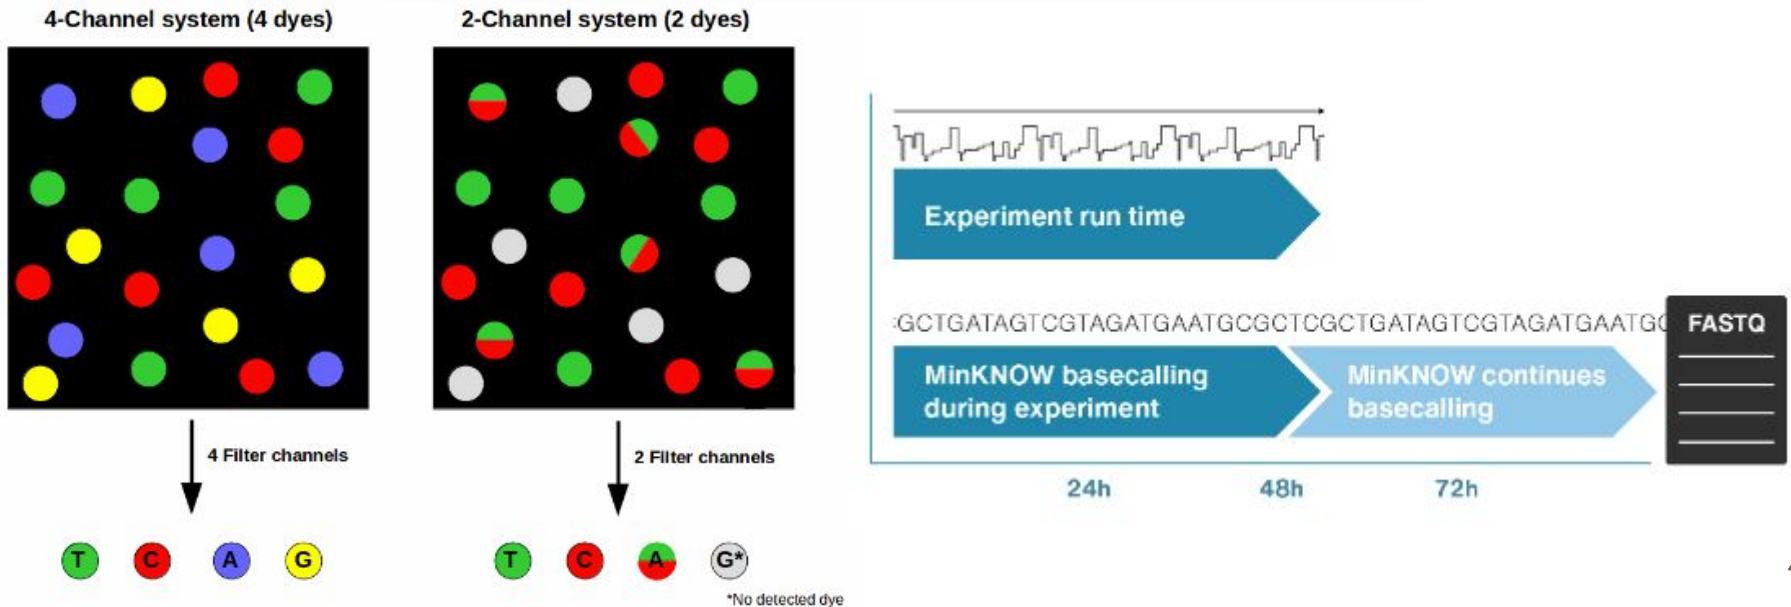 4-Channel system (4 dyes)
2-Channel system (2 dyes)
4 Filter channels
2 Filter channels
T
C
A
G
T
C
A
G*
*No detected dye
Experiment run time
GCTGATAGTCGTAGATGAATGCGCTCGCTGATAGTCGTAGATGAATG
FASTQ
MinKNOW basecalling
during experiment
MinKNOW continues
basecalling
24h
48h
72h